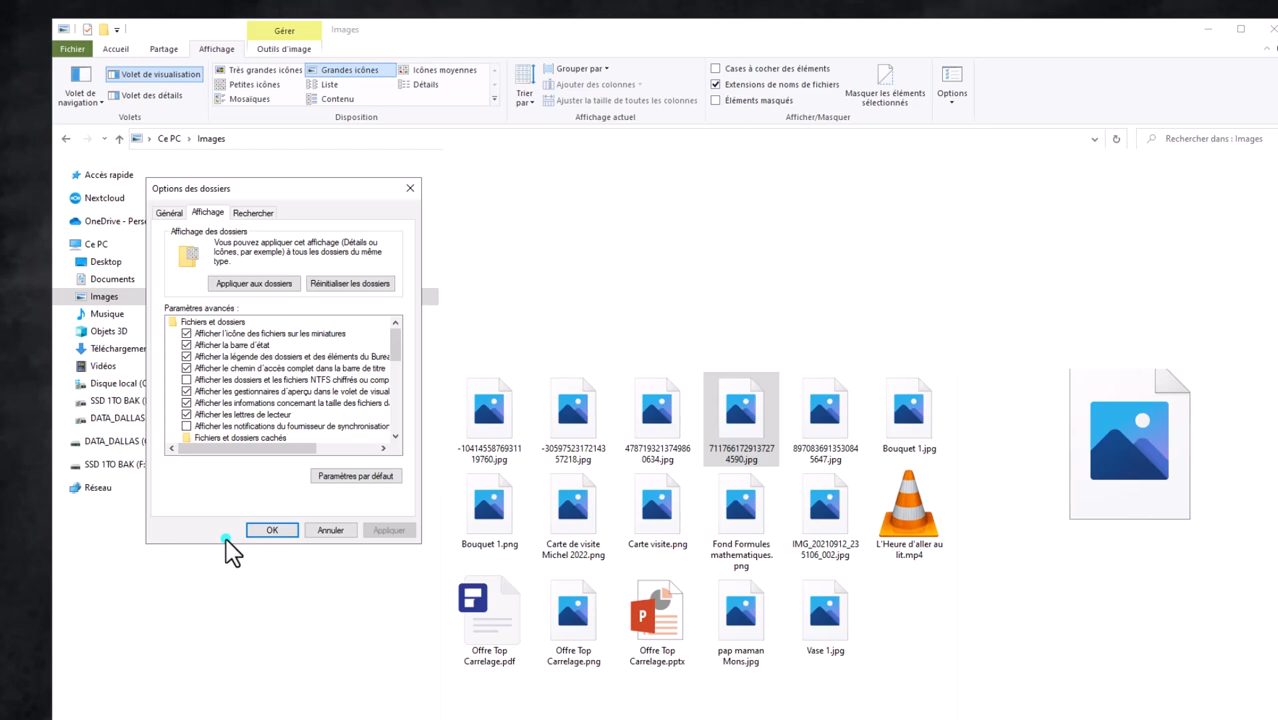 Gérer
Images
Fichier
Accueil
Partage
Affichage
Outils d'image
Volet de navigation
Volet de visualisation
Volet des détails
Volets
Très grandes icônes
Grandes icônes
Icônes moyennes
Petites icônes
Liste
Détails
Mosaïques
Contenu
Disposition
Trier par
Grouper par
Ajouter des colonnes
Ajuster la taille de toutes les colonnes
Affichage actuel
Cases à cocher des éléments
Extensions de noms de fichiers
Éléments masqués
Masquer les éléments
sélectionnés
Afficher/Masquer
Options
Ce PC > Images
Rechercher dans : Images
Accès rapide
Nextcloud
OneDrive - Perso
Ce PC
Desktop
Documents
Images
Musique
Objets 3D
Téléchargemen
Vidéos
Disque local (C
SSD 1TO BAK (
DATA_DALLAS
DATA_DALLAS (
SSD 1TO BAK (F:
Réseau
Options des dossiers
Général
Affichage
Rechercher
Affichage des dossiers
Vous pouvez appliquer cet affichage (Détails ou
Icônes, par exemple) à tous les dossiers du même
type.
Appliquer aux dossiers
Réinitialiser les dossiers
Paramètres avancés :
Fichiers et dossiers
Afficher l'icône des fichiers sur les miniatures
Afficher la barre d'état
Afficher la légende des dossiers et des éléments du Burea
Afficher le chemin d'accès complet dans la barre de titre
Afficher les dossiers et les fichiers NTFS chiffrés ou comp
Afficher les gestionnaires d'aperçu dans le volet de visual
Afficher les informations concernant la taille des fichiers da
Afficher les lettres de lecteur
Afficher les notifications du fournisseur de synchronisation
Fichiers et dossiers cachés
Paramètres par défaut
OK
Annuler
Appliquer
-10414558769311
19760.jpg
-30597523172143
57218.jpg
478719321374986
0634.jpg
711766172913727
4590.jpg
897083691353084
5647.jpg
Bouquet 1.jpg
Bouquet 1.png
Carte de visite
Michel 2022.png
Carte visite.png
Fond Formules
mathematiques.
png
IMG_20210912_23
5106_002.jpg
L'Heure d'aller au
lit.mp4
Offre Top
Carrelage.pdf
Offre Top
Carrelage.png
P
Offre Top
Carrelage.pptx
pap maman
Mons.jpg
Vase 1.jpg